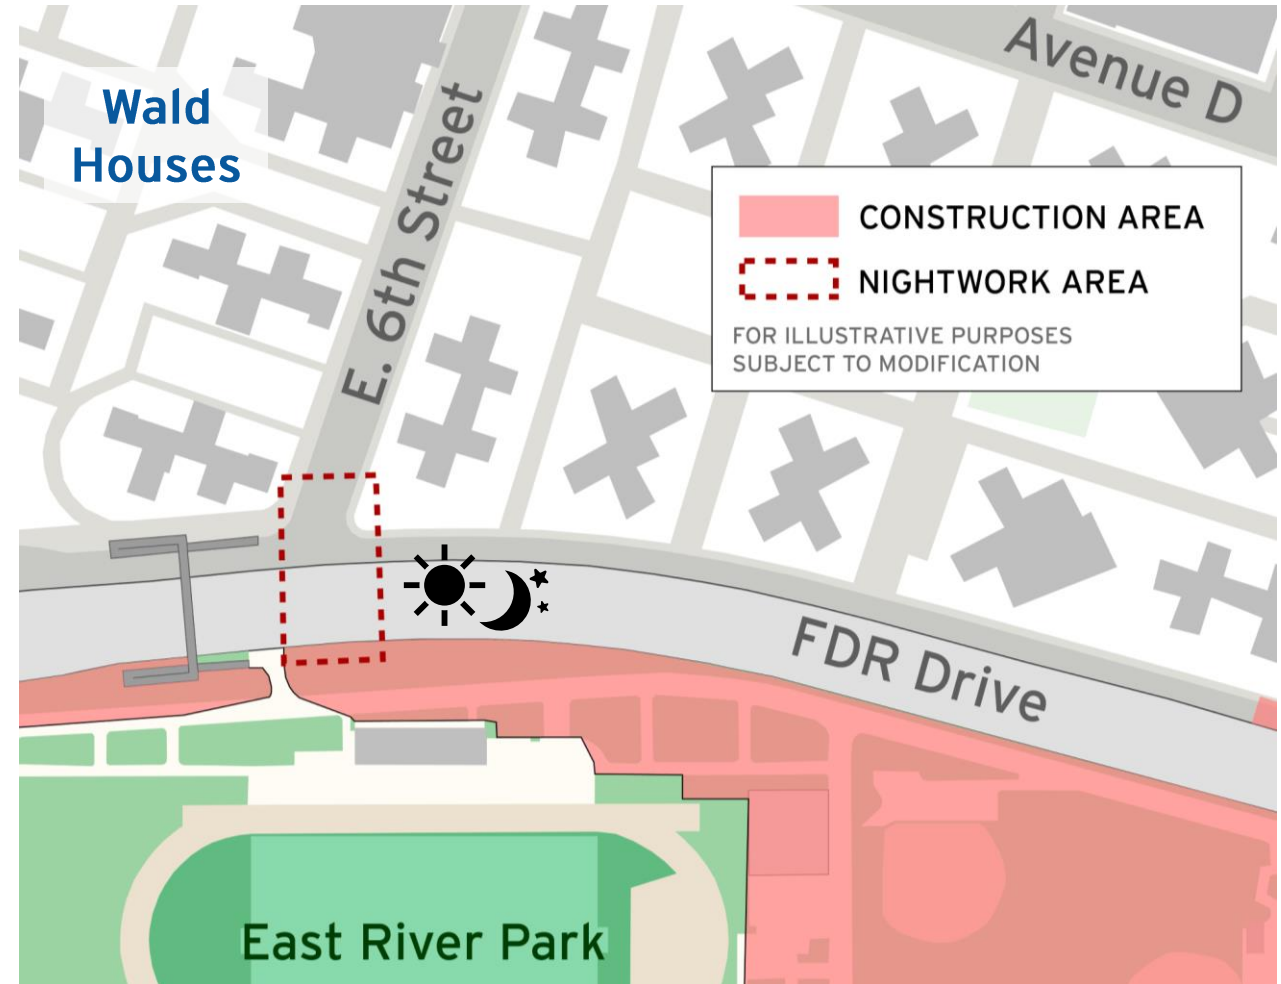 Avenue D
Wald
Houses
E. 6th Street
CONSTRUCTION AREA
NIGHTWORK AREA
FOR ILLUSTRATIVE PURPOSES
SUBJECT TO MODIFICATION
FDR Drive
East River Park